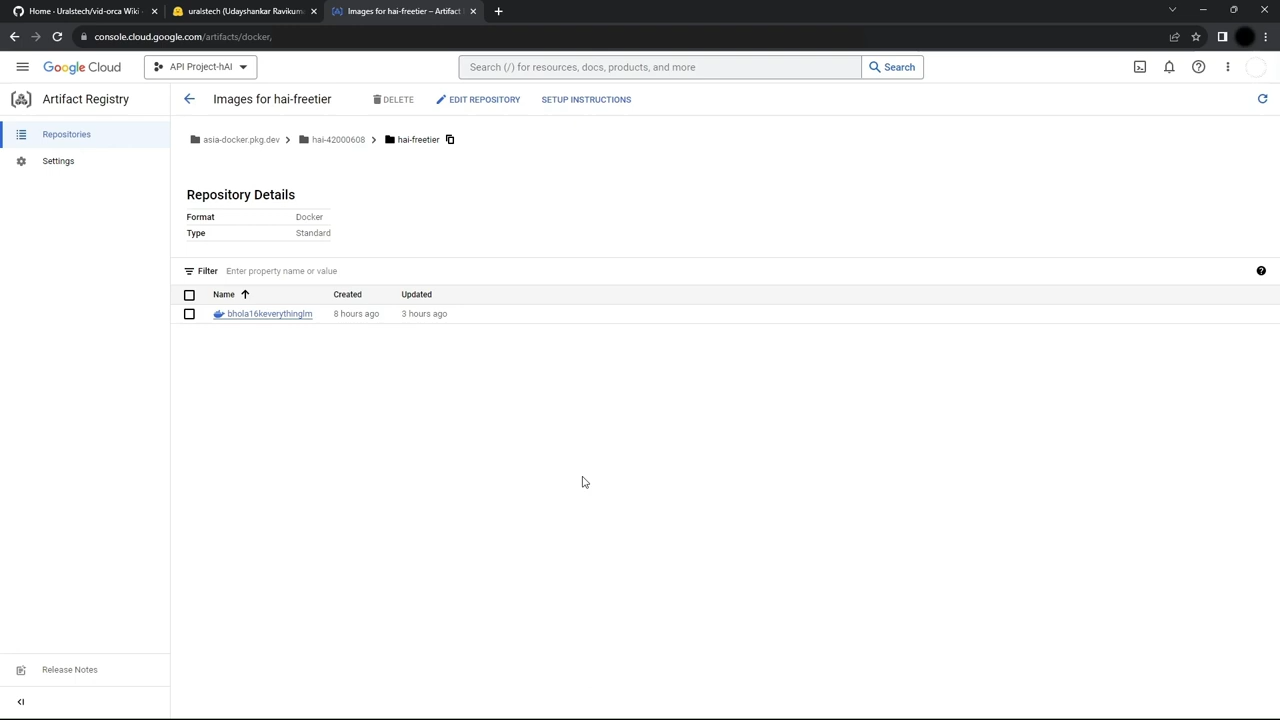 Home · Uralstech/vid-orca Wiki
uralstech (Udayshankar Ravikum
Images for hai-freetier – Artifact
console.cloud.google.com/artifacts/docker,
Google Cloud
API Project-hAI
Search (/) for resources, docs, products, and more
Search
Artifact Registry
Images for hai-freetier
DELETE
EDIT REPOSITORY
SETUP INSTRUCTIONS
Repositories
Settings
asia-docker.pkg.dev
hai-42000608
hai-freetier
Repository Details
Format Docker
Type Standard
Filter Enter property name or value
Name Created Updated
bhola16keverythinglm 8 hours ago 3 hours ago
Release Notes